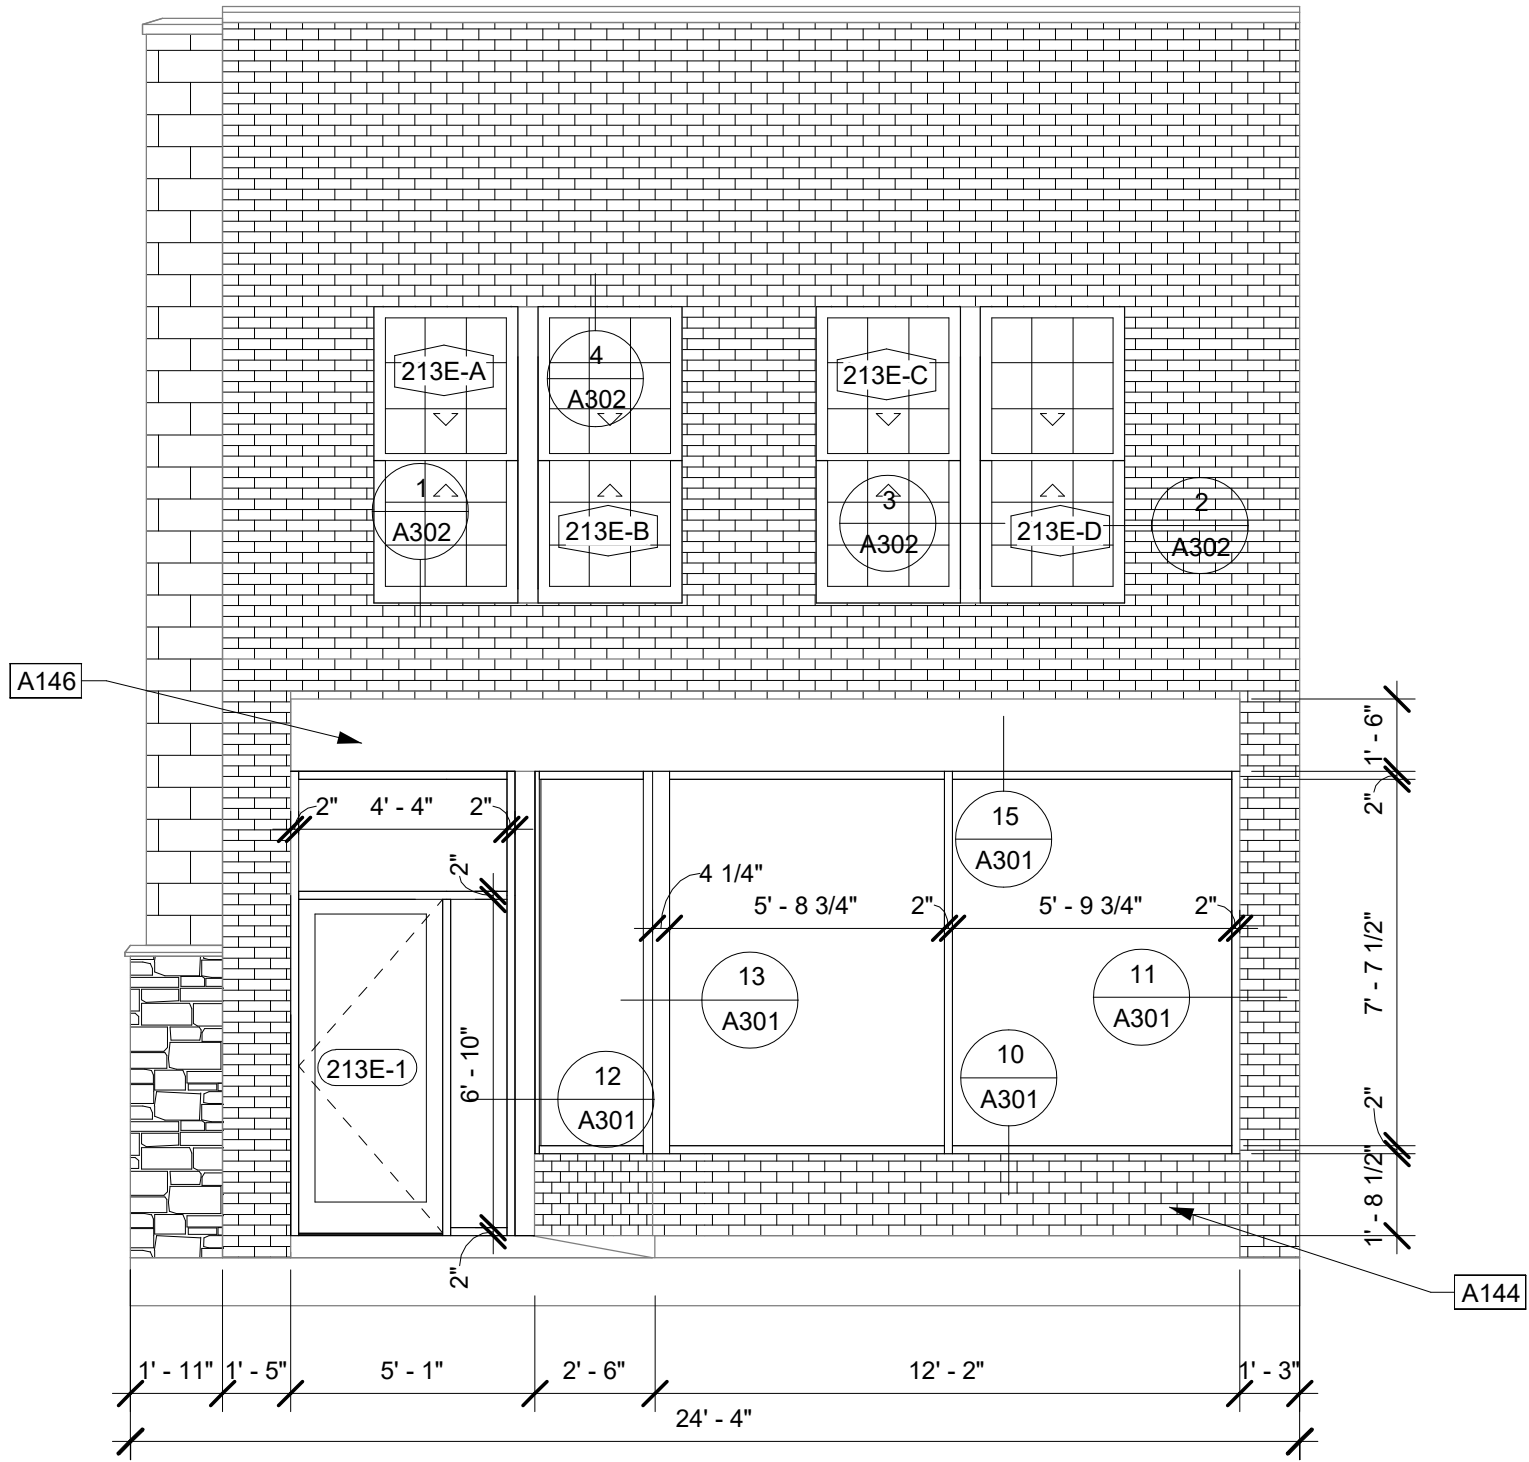 213E-A
4
A302
213E-C
1
A302
213E-B
3
A302
213E-D
2
A302
A146
1' - 6"
2"
2"
4' - 4"
2"
15
A301
2"
4 1/4"
5' - 8 3/4"
2"
5' - 9 3/4"
2"
7' - 7 1/2"
13
A301
11
A301
6' - 10"
213E-1
12
A301
10
A301
2"
1' - 8 1/2"
2"
A144
1' - 11"
1' - 5"
5' - 1"
2' - 6"
12' - 2"
1' - 3"
24' - 4"